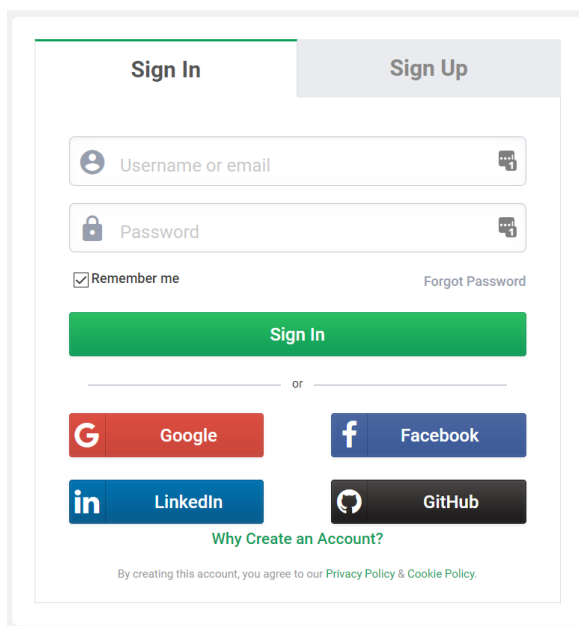 Sign In Sign Up
Username or email
Password
Remember me Forgot Password
Sign In
or
Google Facebook
LinkedIn GitHub
Why Create an Account?
By creating this account, you agree to our Privacy Policy & Cookie Policy.